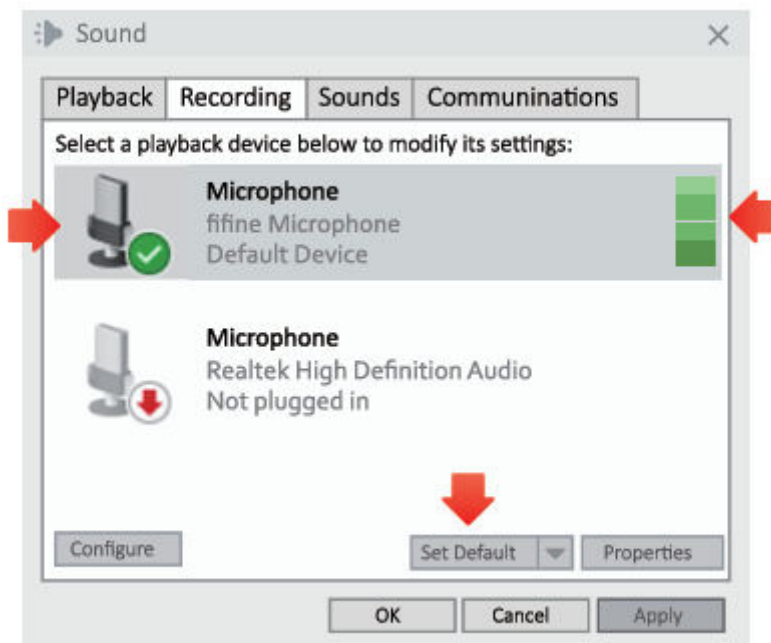 Sound
Playback Recording Sounds Communinations
Select a playback device below to modify its settings:
Microphone
fifine Microphone
Default Device
Microphone
Realtek High Definition Audio
Not plugged in
Configure Set Default Properties
OK Cancel Apply